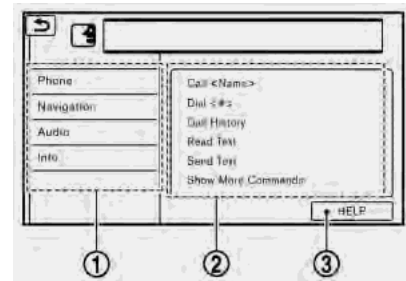 Phone
Navigation
Audio
Info
Call <Name>
Dial <#>
Call History
Read Text
Send Text
Show More Commands
HELP
1
2
3